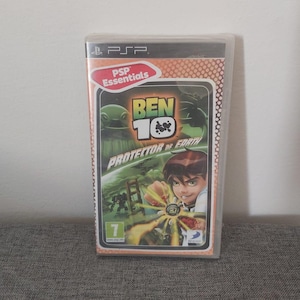 PSP
PSP
Essentials
BEN
10
PROTECTOR OF EARTH
7